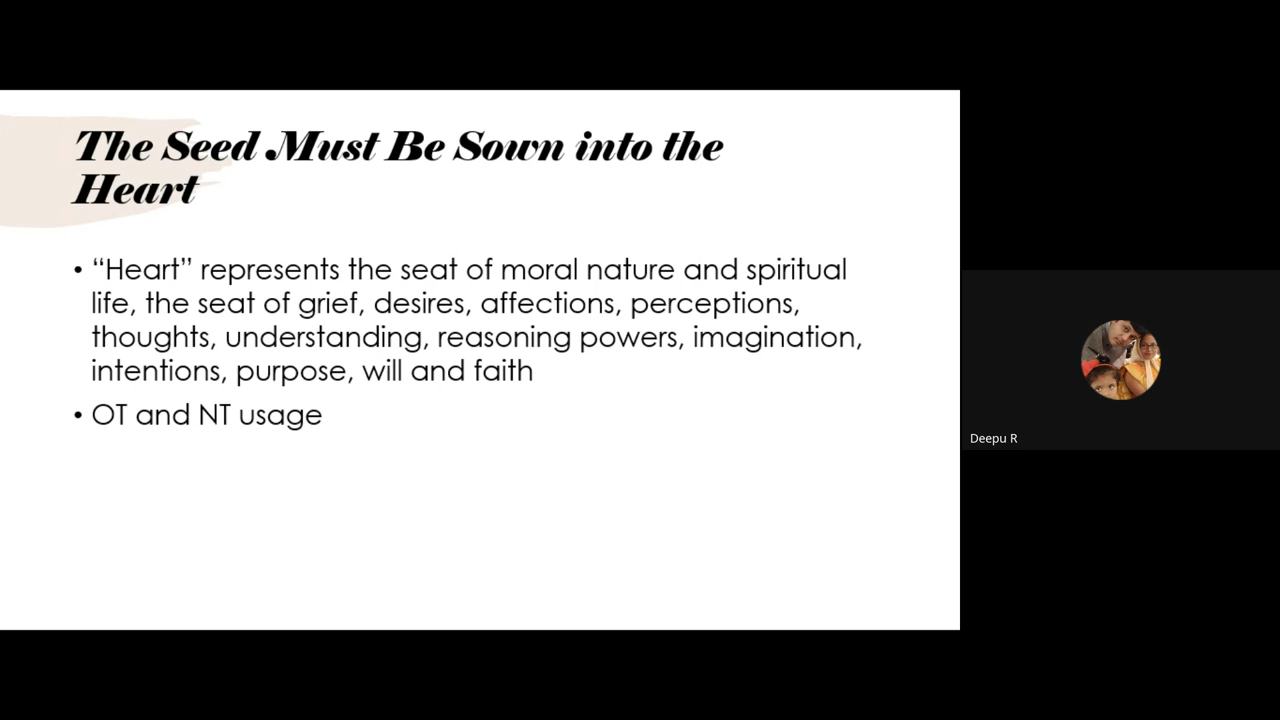 The Seed Must Be Sown into the
Heart
• “Heart” represents the seat of moral nature and spiritual
life, the seat of grief, desires, affections, perceptions,
thoughts, understanding, reasoning powers, imagination,
intentions, purpose, will and faith
• OT and NT usage
Deepu R